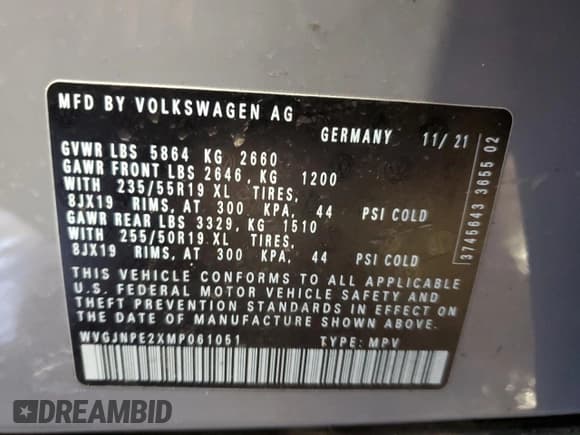 MFD BY VOLKSWAGEN AG
GERMANY 11/ 21
GVWR LBS 5864 KG 2660
GAWR FRONT LBS 2646, KG 1200
WITH 235/55R19 XL TIRES,
8JX19 RIMS, AT 300 KPA, 44 PSI COLD
GAWR REAR LBS 3329, KG 1510
WITH 255/50R19 XL TIRES,
8JX19 RIMS, AT 300 KPA, 44 PSI COLD
THIS VEHICLE CONFORMS TO ALL APPLICABLE
U.S. FEDERAL MOTOR VEHICLE SAFETY AND
THEFT PREVENTION STANDARDS IN EFFECT ON
THE DATE OF MANUFACTURE SHOWN ABOVE.
WVGJNPE2XMP061051 TYPE: MPV
3745643 3655 02
DREAMBID